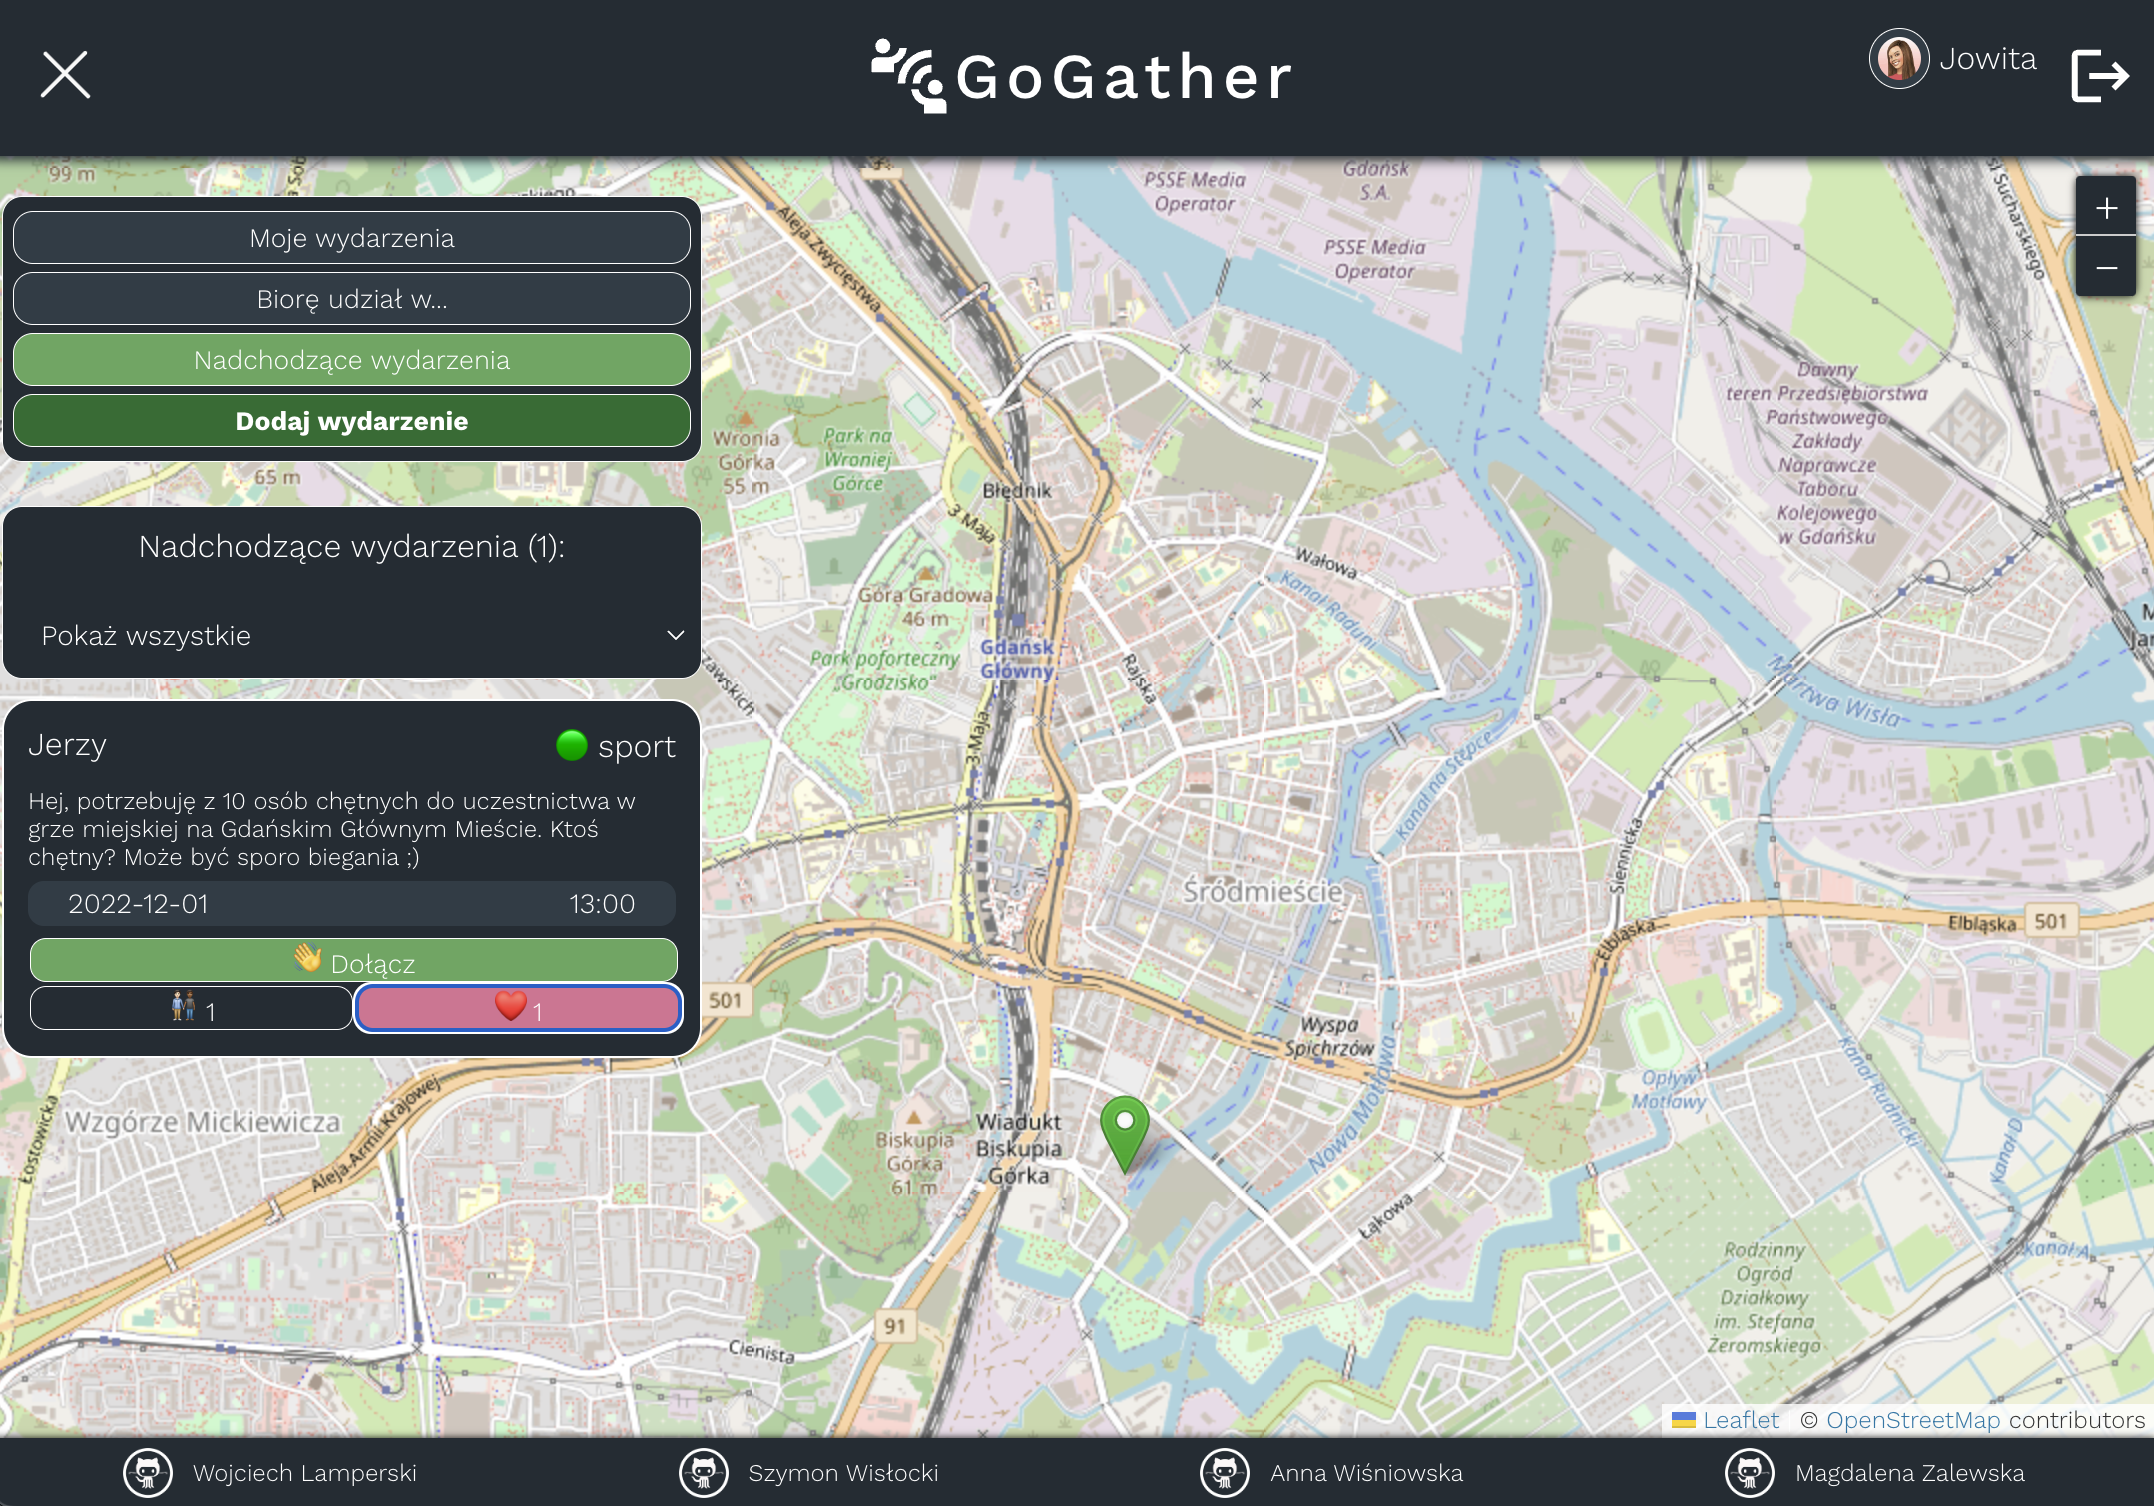 GoGather
Jowita
Moje wydarzenia
Biorę udział w...
Nadchodzące wydarzenia
Dodaj wydarzenie
Nadchodzące wydarzenia (1):
Pokaż wszystkie
Jerzy
sport
Hej, potrzebuję z 10 osób chętnych do uczestnictwa w
grze miejskiej na Gdańskim Głównym Mieście. Ktoś
chętny? Może być sporo biegania ;)
2022-12-01 13:00
Dołącz
1
1
+
−
99 m
65 m
Aleja Zwycięstwa
PSSE Media
Operator
Gdańsk
S.A.
PSSE Media
Operator
Dawny
teren Przedsiębiorstwa
Państwowego
Zakłady
Naprawcze
Taboru
Kolejowego
w Gdańsku
Wronia
Górka
55 m
Park na
Wroniej
Górce
Błędnik
3 Maja
Wałowa
Kanał Raduni
Góra Gradowa
46 m
Gdańsk
Główny
Park poforteczny
„Grodzisko”
Rajska
3 Maja
Martwa Wisła
Kanał na Stępce
Siennicka
Śródmieście
Elbląska
Elbląska
501
501
Wyspa
Spichrzów
Opływ
Motławy
Kanał Rudnicki
Nowa Motława
Wzgórze Mickiewicza
Łostowicka
Aleja Armii Krajowej
Biskupia
Górka
61 m
Wiadukt
Biskupia
Górka
Łąkowa
Rodzinny
Ogród
Działkowy
im. Stefana
Żeromskiego
Kanał D
Kanał A
91
Cienista
Leaflet © OpenStreetMap contributors
Wojciech Lamperski
Szymon Wisłocki
Anna Wiśniowska
Magdalena Zalewska